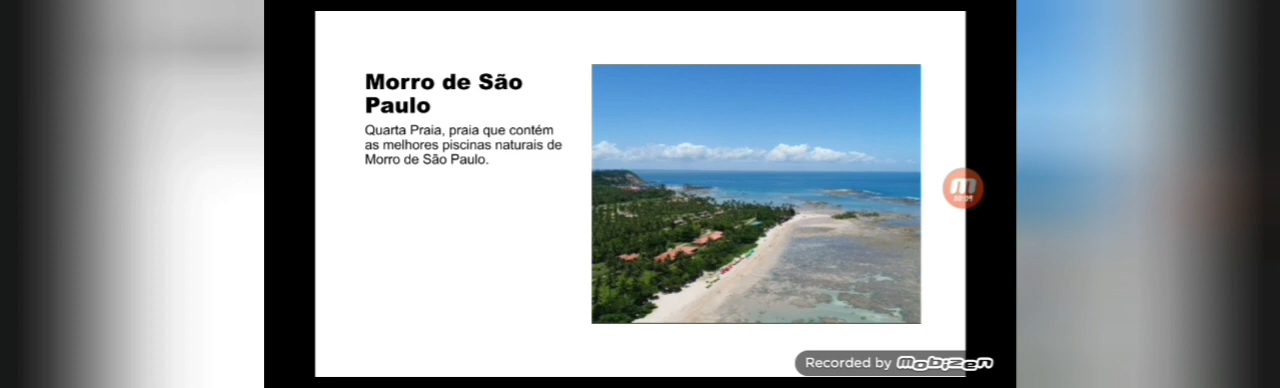 Morro de São
Paulo
Quarta Praia, praia que contém
as melhores piscinas naturais de
Morro de São Paulo.
Recorded by Mobizen